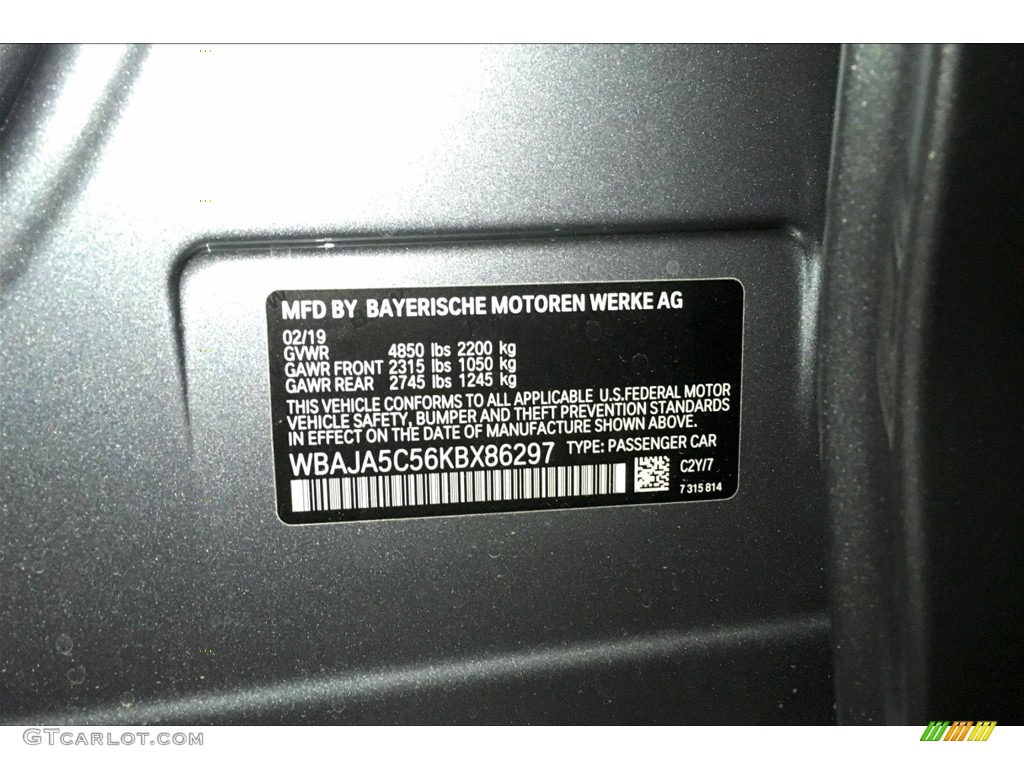 MFD BY BAYERISCHE MOTOREN WERKE AG
02/19
GVWR 4850 lbs 2200 kg
GAWR FRONT 2315 lbs 1050 kg
GAWR REAR 2745 lbs 1245 kg
THIS VEHICLE CONFORMS TO ALL APPLICABLE U.S.FEDERAL MOTOR
VEHICLE SAFETY, BUMPER AND THEFT PREVENTION STANDARDS
IN EFFECT ON THE DATE OF MANUFACTURE SHOWN ABOVE.
WBAJA5C56KBX86297 TYPE: PASSENGER CAR
C2Y/7
7 315 814
GTCARLOT.COM